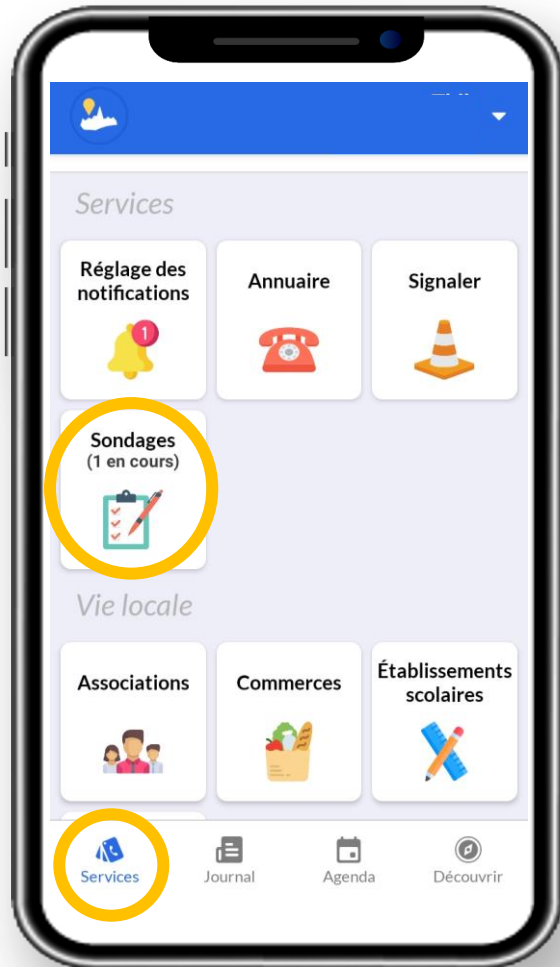 Services
Réglage des
notifications
1
Annuaire
Signaler
Sondages
(1 en cours)
Vie locale
Associations
Commerces
Établissements
scolaires
Services
Journal
Agenda
Découvrir